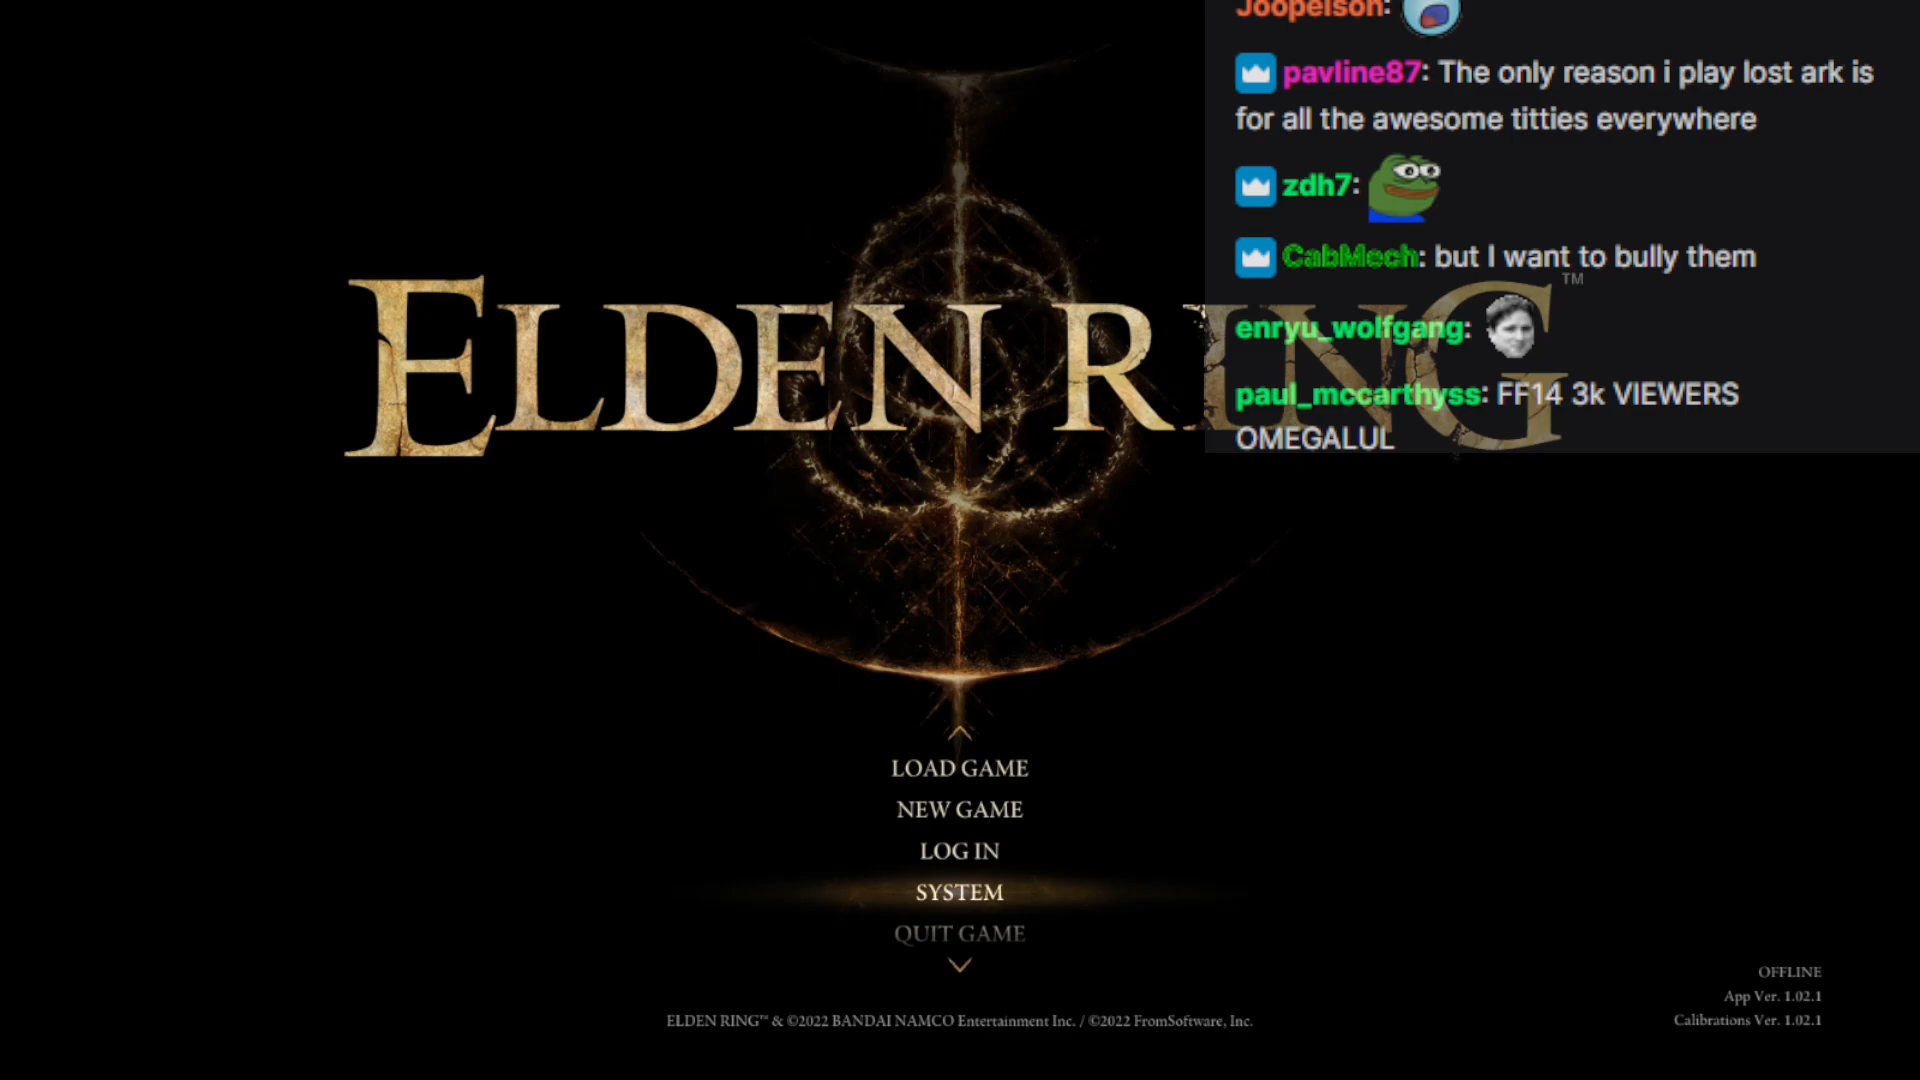 Joopelson:
pavline87: The only reason i play lost ark is
for all the awesome titties everywhere
zdh7:
CabMech: but I want to bully them
enryu_wolfgang:
paul_mccarthyss: FF14 3k VIEWERS
OMEGALUL
ELDEN RING™
LOAD GAME
NEW GAME
LOG IN
SYSTEM
QUIT GAME
OFFLINE
App Ver. 1.02.1
Calibrations Ver. 1.02.1
ELDEN RING™ & ©2022 BANDAI NAMCO Entertainment Inc. / ©2022 FromSoftware, Inc.